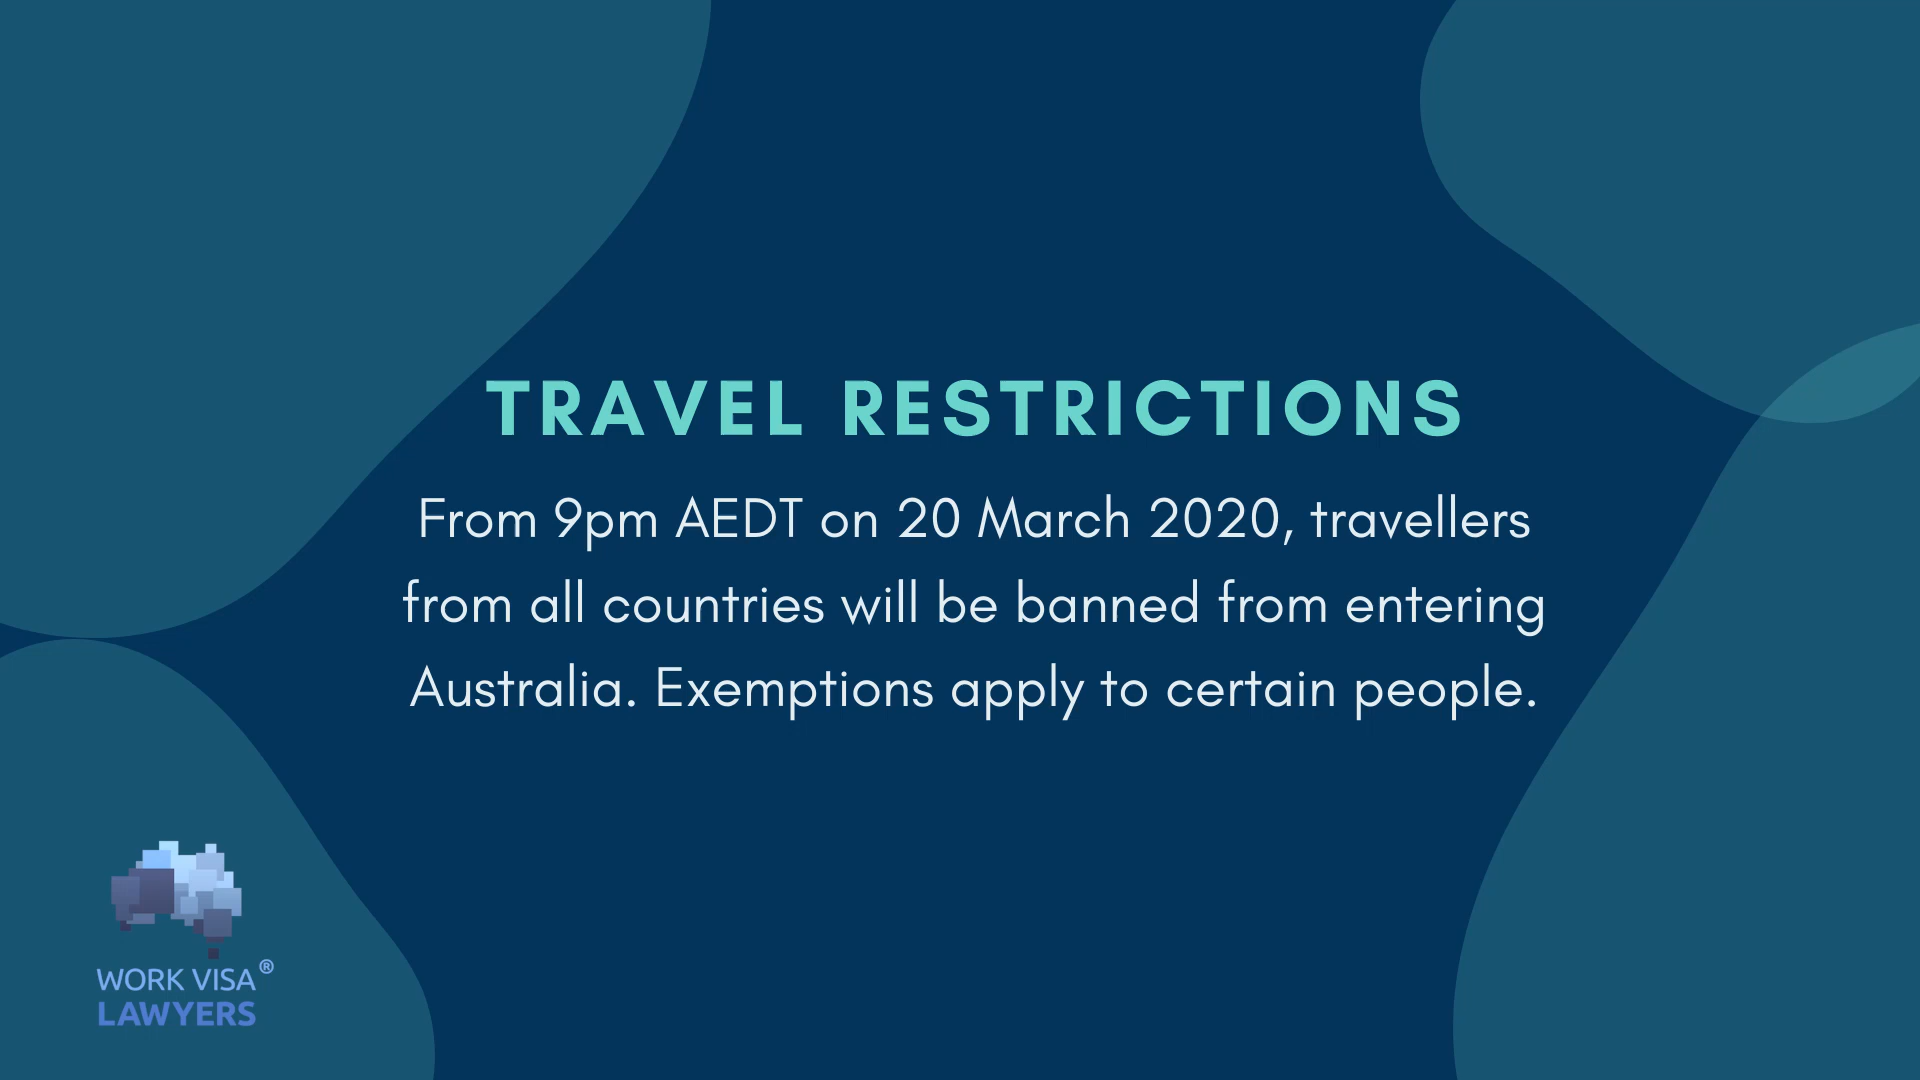 TRAVEL RESTRICTIONS
From 9pm AEDT on 20 March 2020, travellers
from all countries will be banned from entering
Australia. Exemptions apply to certain people.
WORK VISA®
LAWYERS